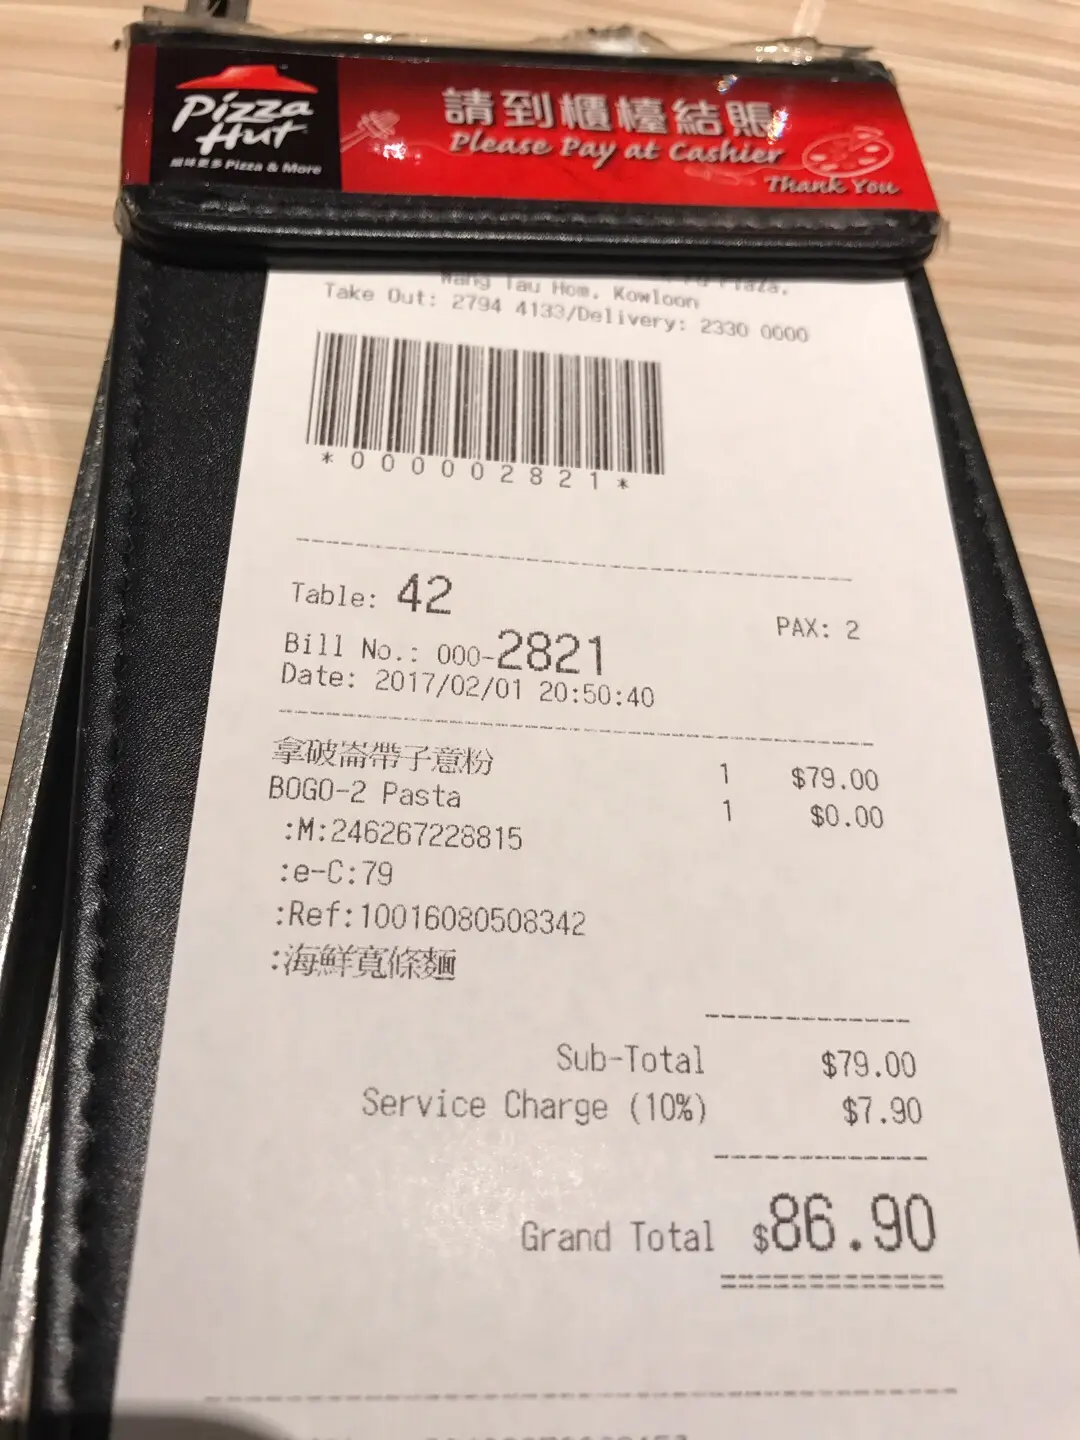 Pizza
Hut
Pizza & More
請到櫃檯結賬
Please Pay at Cashier
Thank You
Wang Tau Hom, Kowloon
Take Out: 2794 4133/Delivery: 2330 0000
*0000002821*
Table: 42
PAX: 2
Bill No.: 000-2821
Date: 2017/02/01 20:50:40
拿破崙帶子意粉 1 $79.00
BOGO-2 Pasta 1 $0.00
:M:246267228815
:e-C:79
:Ref:10016080508342
:海鮮寬條麵
Sub-Total $79.00
Service Charge (10%) $7.90
Grand Total $86.90